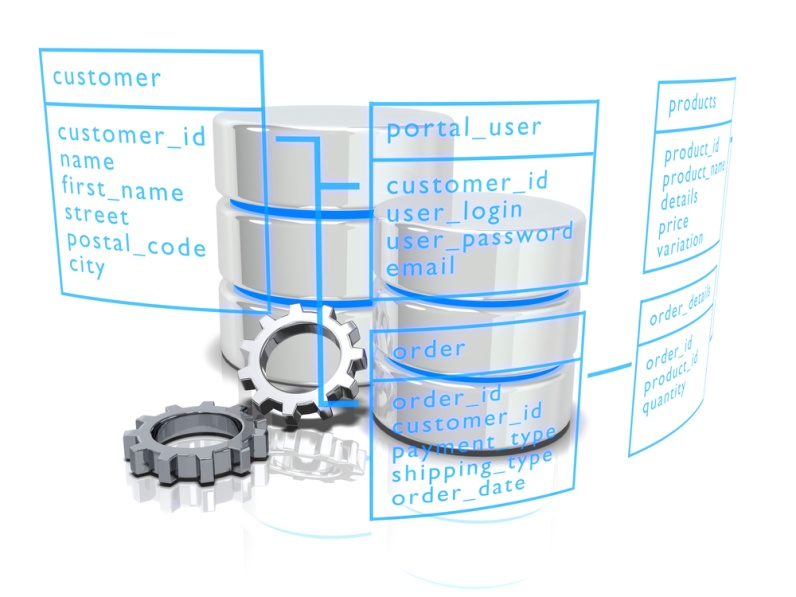 customer
customer_id
name
first_name
street
postal_code
city
portal_user
customer_id
user_login
user_password
email
order
order_id
customer_id
payment_type
shipping_type
order_date
products
product_id
product_name
details
price
variation
order_details
order_id
product_id
quantity